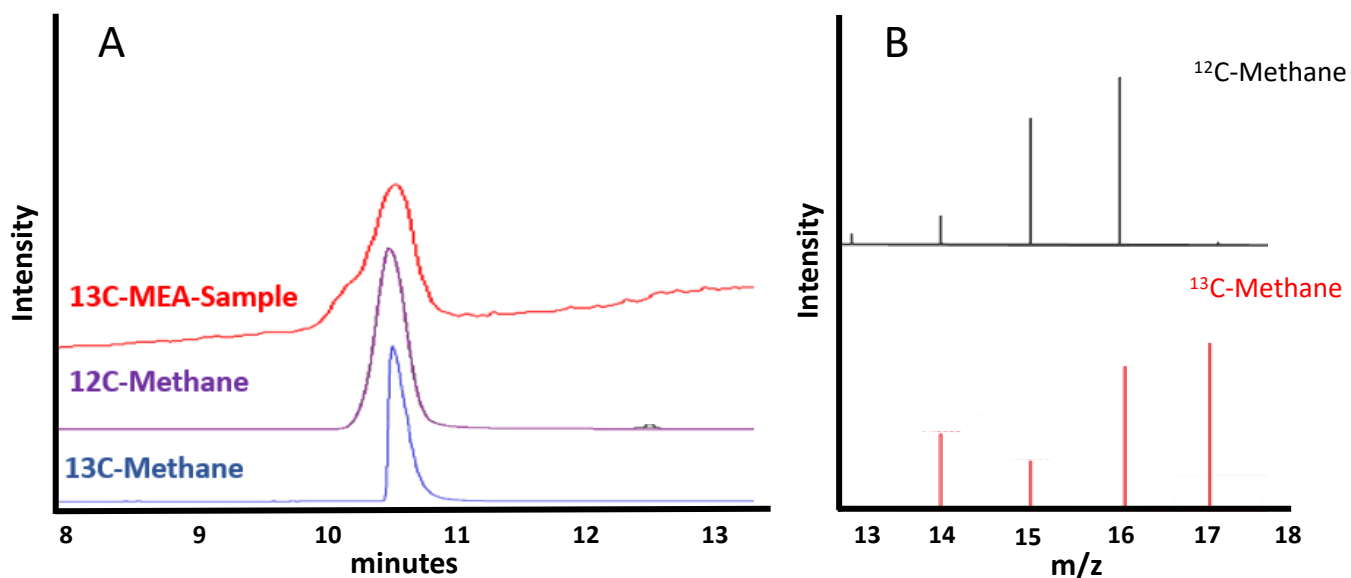 A
Intensity
13C-MEA-Sample
12C-Methane
13C-Methane
8 9 10 11 12 13
minutes
B
Intensity
¹²C-Methane
¹³C-Methane
13 14 15 16 17 18
m/z